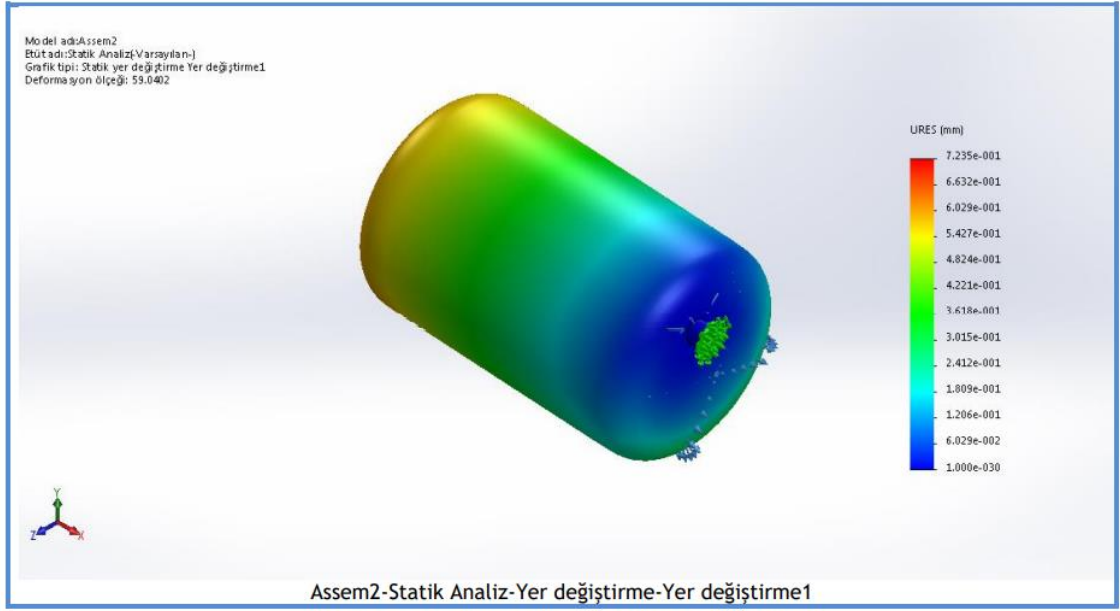 Model adı:Assem2
Etüt adı:Statik Analiz(-Varsayılan-)
Grafik tipi: Statik yer değiştirme Yer değiştirme1
Deformasyon ölçeği: 59.0402
URES (mm)
7.235e-001
6.632e-001
6.029e-001
5.427e-001
4.824e-001
4.221e-001
3.618e-001
3.015e-001
2.412e-001
1.809e-001
1.206e-001
6.029e-002
1.000e-030
Y
Z
X
Assem2-Statik Analiz-Yer değiştirme-Yer değiştirme1